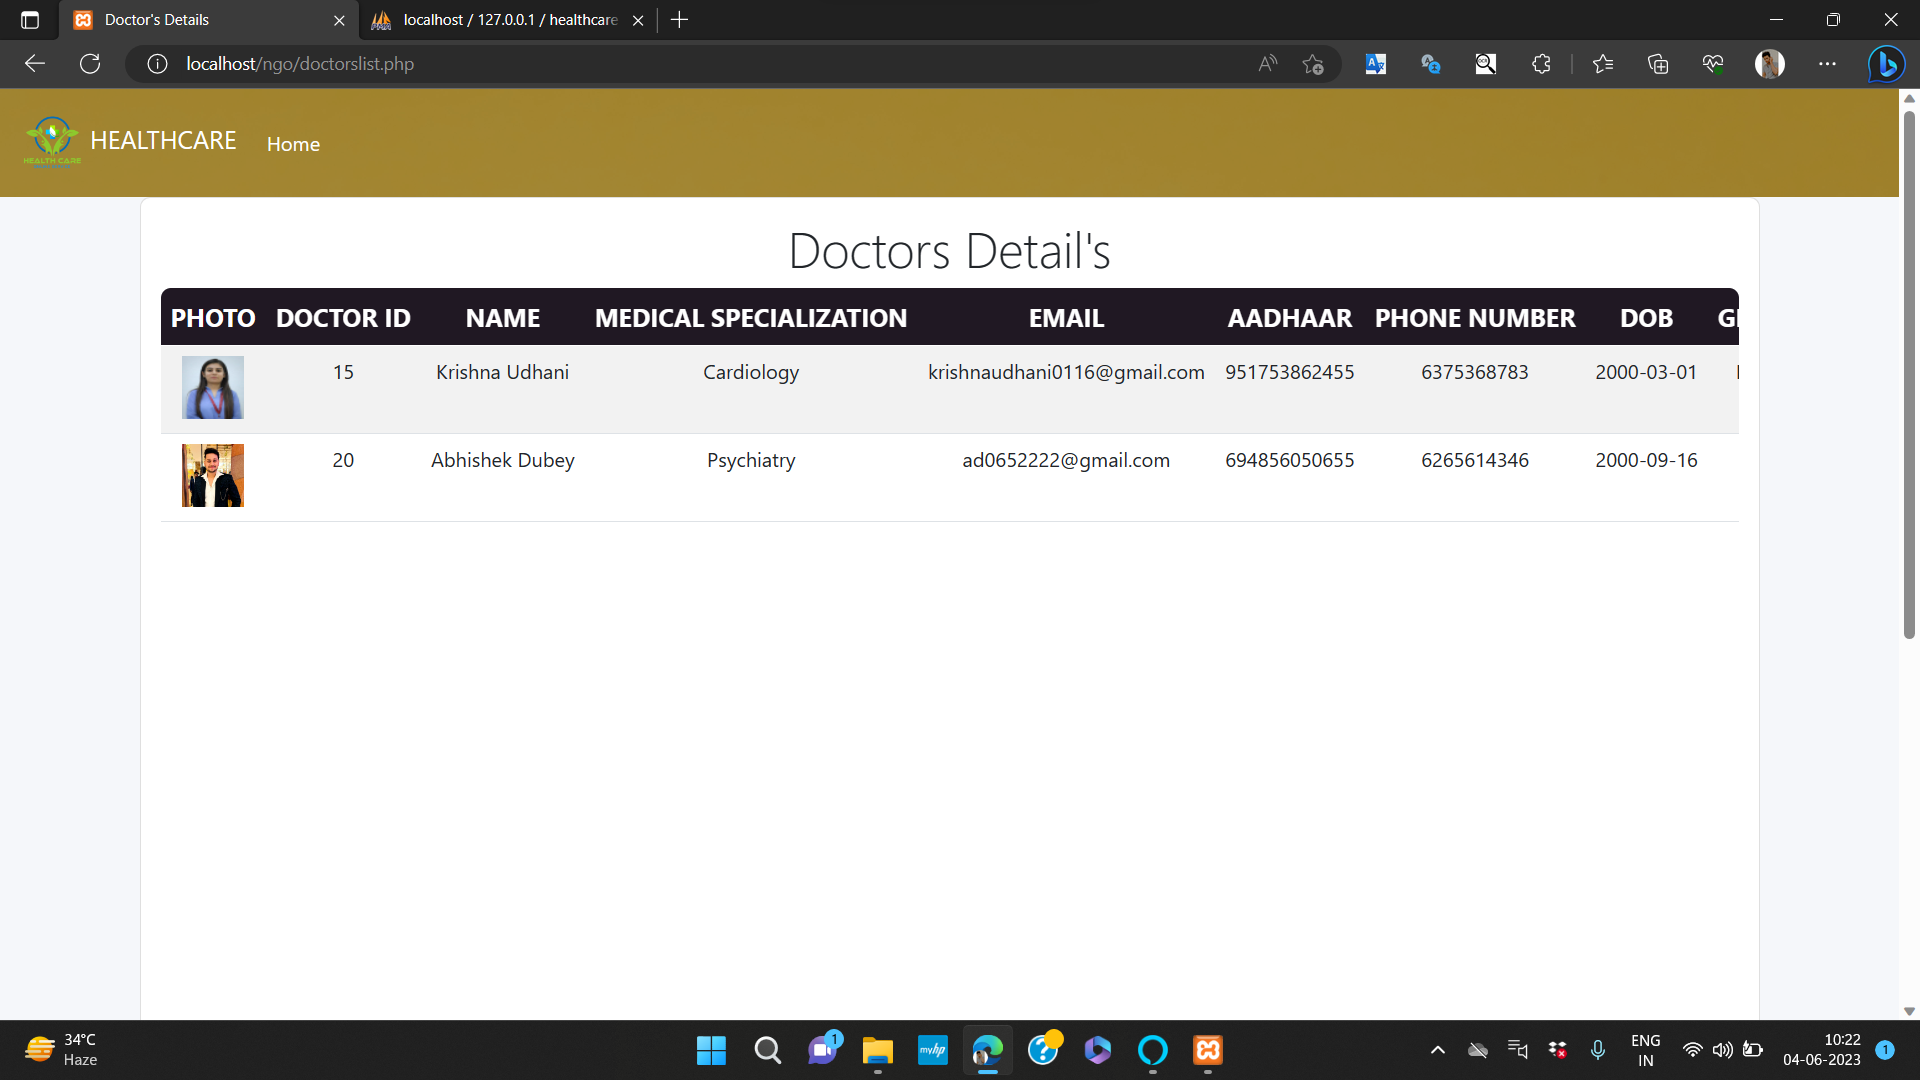 Doctor's Details
localhost / 127.0.0.1 / healthcare
localhost/ngo/doctorslist.php
HEALTH CARE
HEALTHCARE
Home
Doctors Detail's
PHOTO DOCTOR ID NAME MEDICAL SPECIALIZATION EMAIL AADHAAR PHONE NUMBER DOB
15 Krishna Udhani Cardiology krishnaudhani0116@gmail.com 951753862455 6375368783 2000-03-01
20 Abhishek Dubey Psychiatry ad0652222@gmail.com 694856050655 6265614346 2000-09-16
34°C
Haze
1
myhp
ENG
IN
10:22
04-06-2023
1